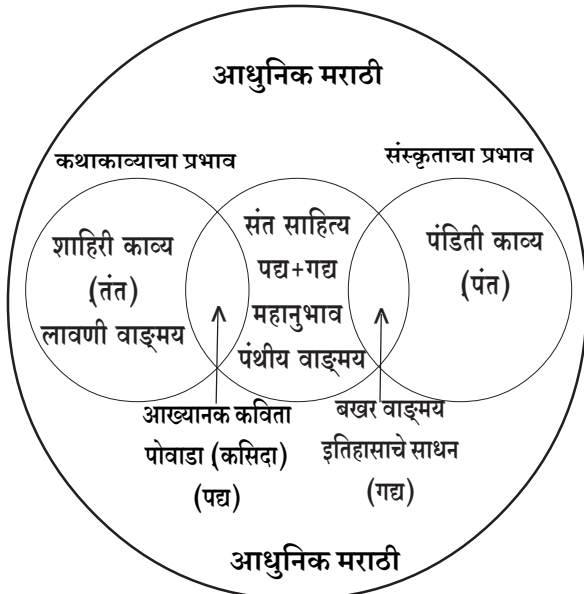 आधुनिक मराठी
कथाकाव्याचा प्रभाव
संस्कृताचा प्रभाव
शाहिरी काव्य
(तंत)
लावणी वाङ्मय
संत साहित्य
पद्य+गद्य
महानुभाव
पंथीय वाङ्मय
पंडिती काव्य
(पंत)
आख्यानक कविता
पोवाडा (कसिदा)
(पद्य)
बखर वाङ्मय
इतिहासाचे साधन
(गद्य)
आधुनिक मराठी